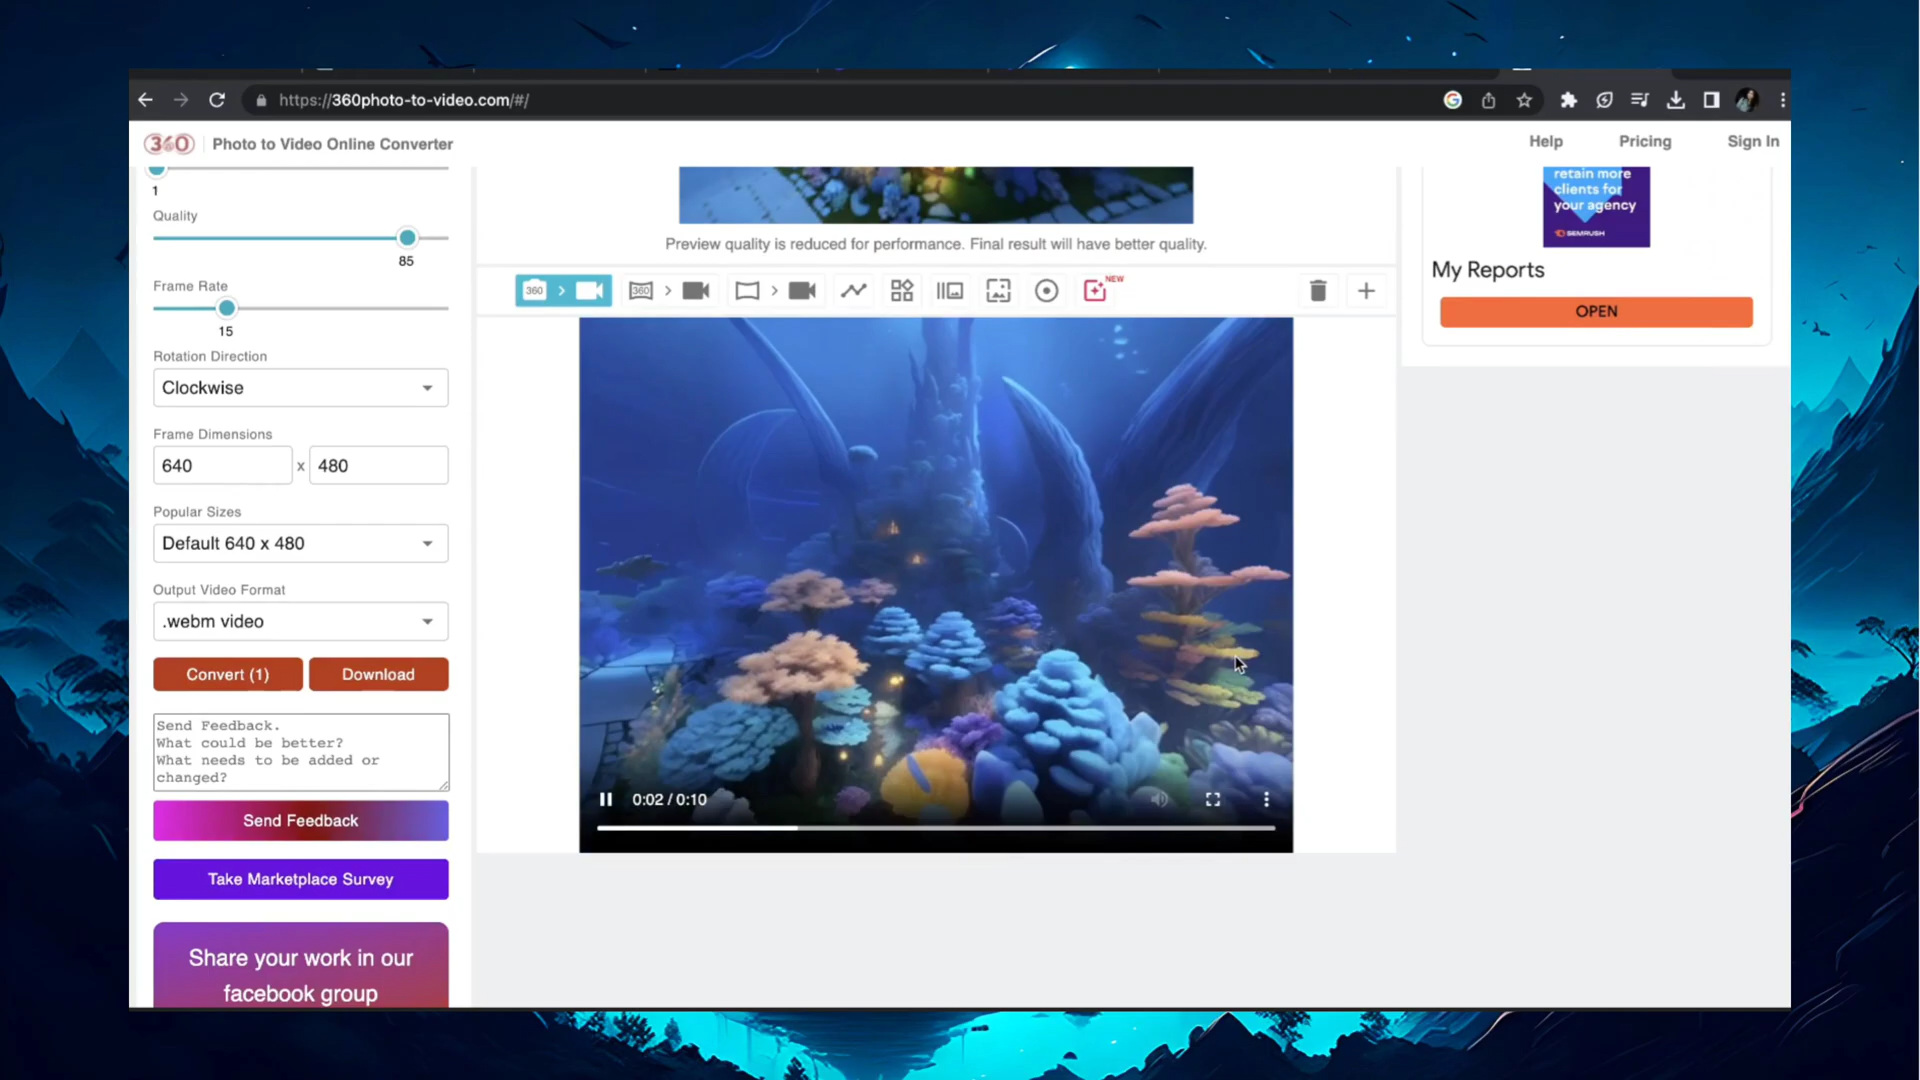 https://360photo-to-video.com/#/
360 Photo to Video Online Converter
Help Pricing Sign In
1
Quality
85
Frame Rate
15
Rotation Direction
Clockwise
Frame Dimensions
640 x 480
Popular Sizes
Default 640 x 480
Output Video Format
.webm video
Convert (1) Download
Send Feedback.
What could be better?
What needs to be added or
changed?
Send Feedback
Take Marketplace Survey
Share your work in our
facebook group
Preview quality is reduced for performance. Final result will have better quality.
360 360 NEW
0:02 / 0:10
retain more
clients for
your agency
SEMRUSH
My Reports
OPEN